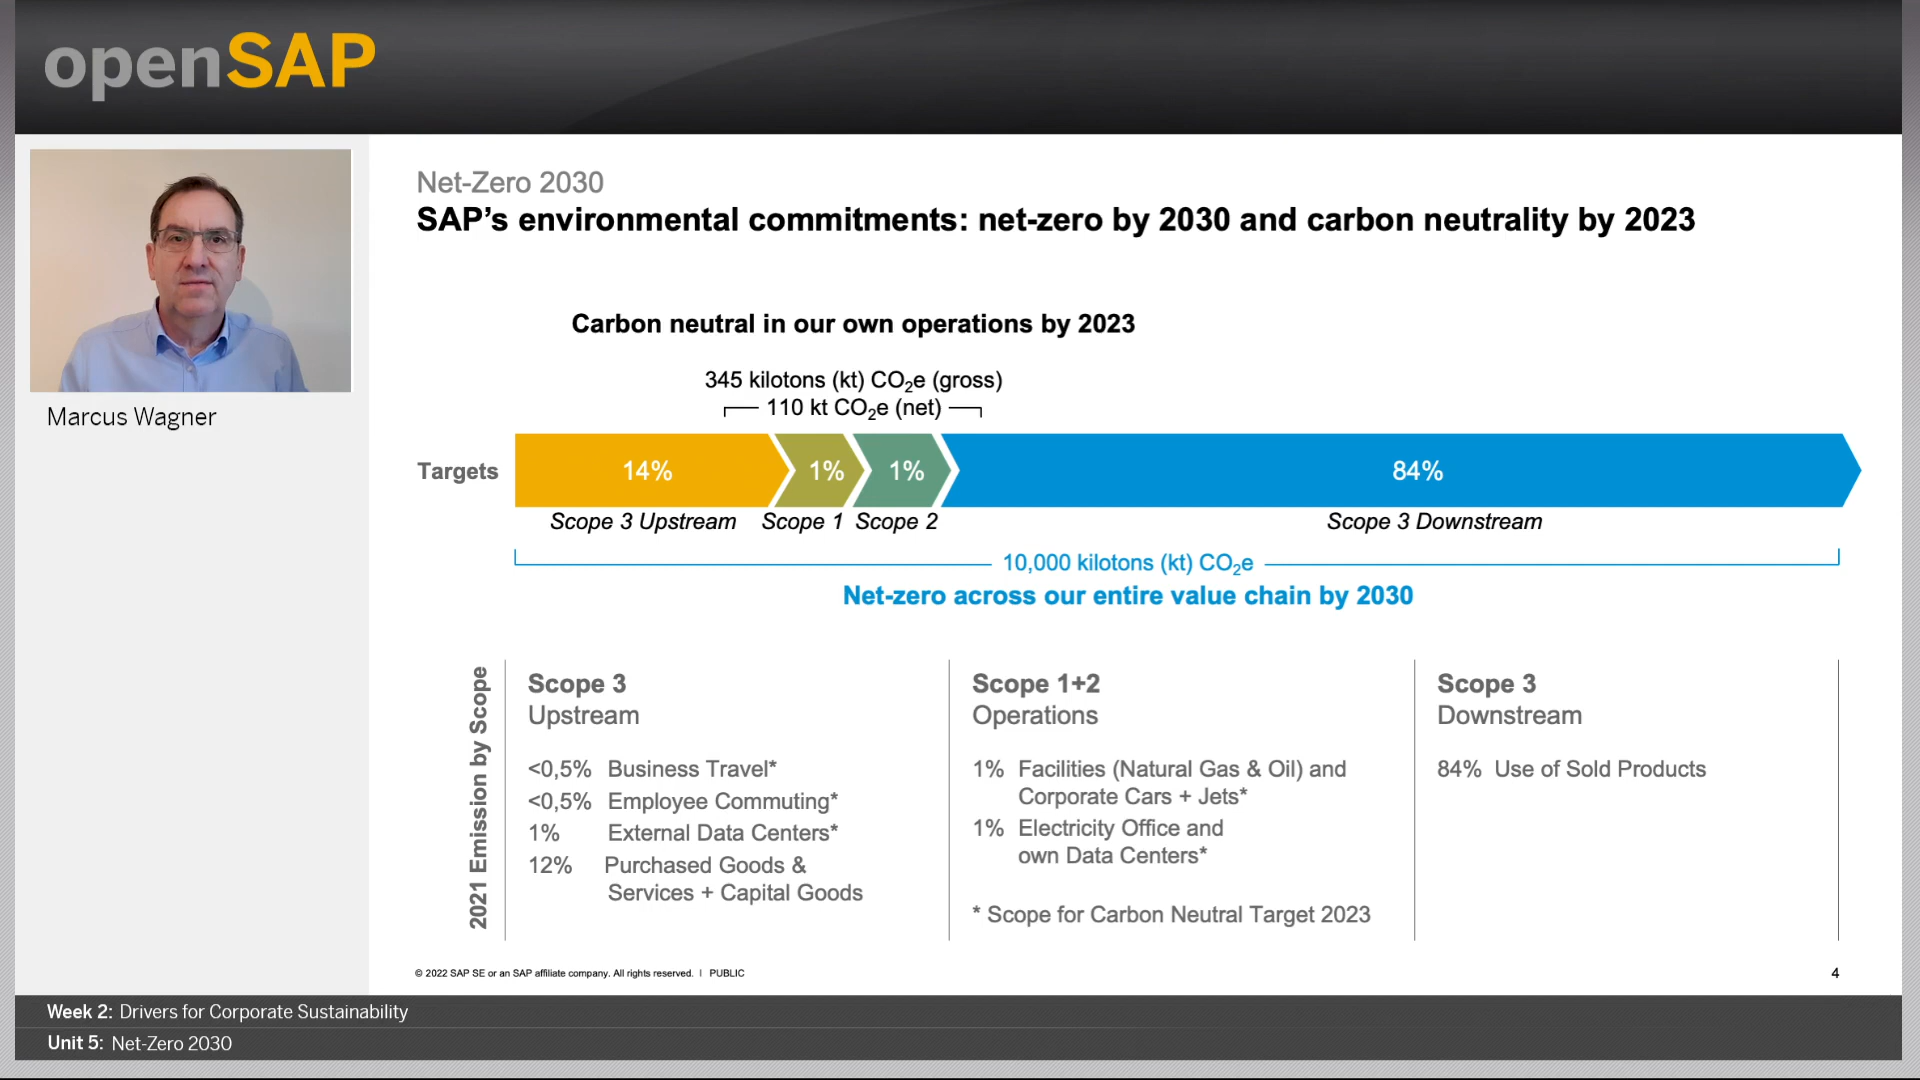 openSAP
Marcus Wagner
Net-Zero 2030
SAP’s environmental commitments: net-zero by 2030 and carbon neutrality by 2023
Carbon neutral in our own operations by 2023
345 kilotons (kt) CO₂e (gross)
110 kt CO₂e (net)
Targets
14%
1%
1%
84%
Scope 3 Upstream
Scope 1
Scope 2
Scope 3 Downstream
10,000 kilotons (kt) CO₂e
Net-zero across our entire value chain by 2030
2021 Emission by Scope
Scope 3
Upstream
<0,5% Business Travel*
<0,5% Employee Commuting*
1% External Data Centers*
12% Purchased Goods &
Services + Capital Goods
Scope 1+2
Operations
1% Facilities (Natural Gas & Oil) and
Corporate Cars + Jets*
1% Electricity Office and
own Data Centers*
* Scope for Carbon Neutral Target 2023
Scope 3
Downstream
84% Use of Sold Products
© 2022 SAP SE or an SAP affiliate company. All rights reserved. | PUBLIC
4
Week 2: Drivers for Corporate Sustainability
Unit 5: Net-Zero 2030